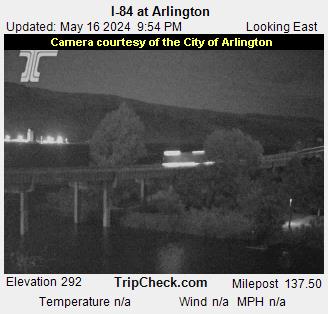 I-84 at Arlington
Updated: May 16 2024 9:54 PM Looking East
Camera courtesy of the City of Arlington
Elevation 292 TripCheck.com Milepost 137.50
Temperature n/a Wind n/a MPH n/a